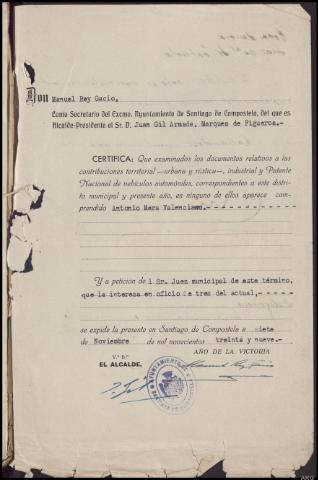 Don Manuel Rey Gacio,
Como Secretario del Excmo. Ayuntamiento de Santiago de Compostela, del que es
Alcalde-Presidente el Sr. D. Juan Gil Armada, Marques de Figueroa.-
CERTIFICA: Que examinados los documentos relativos a las
contribuciones territorial —urbana y rústica—, industrial y Patente
Nacional de vehículos automóviles, correspondientes a este distri-
to municipal y presente año, en ninguno de ellos aparece com-
prendido Antonio Mera Valenciano.
Y a petición de l Sr. Juez municipal de este término,
que la interesa en oficio de tres del actual,
se expide la presente en Santiago de Compostela a siete
de Noviembre de mil novecientos treinta y nueve.-
AÑO DE LA VICTORIA
V.º B.º
EL ALCALDE,
AYUNTAMIENTO